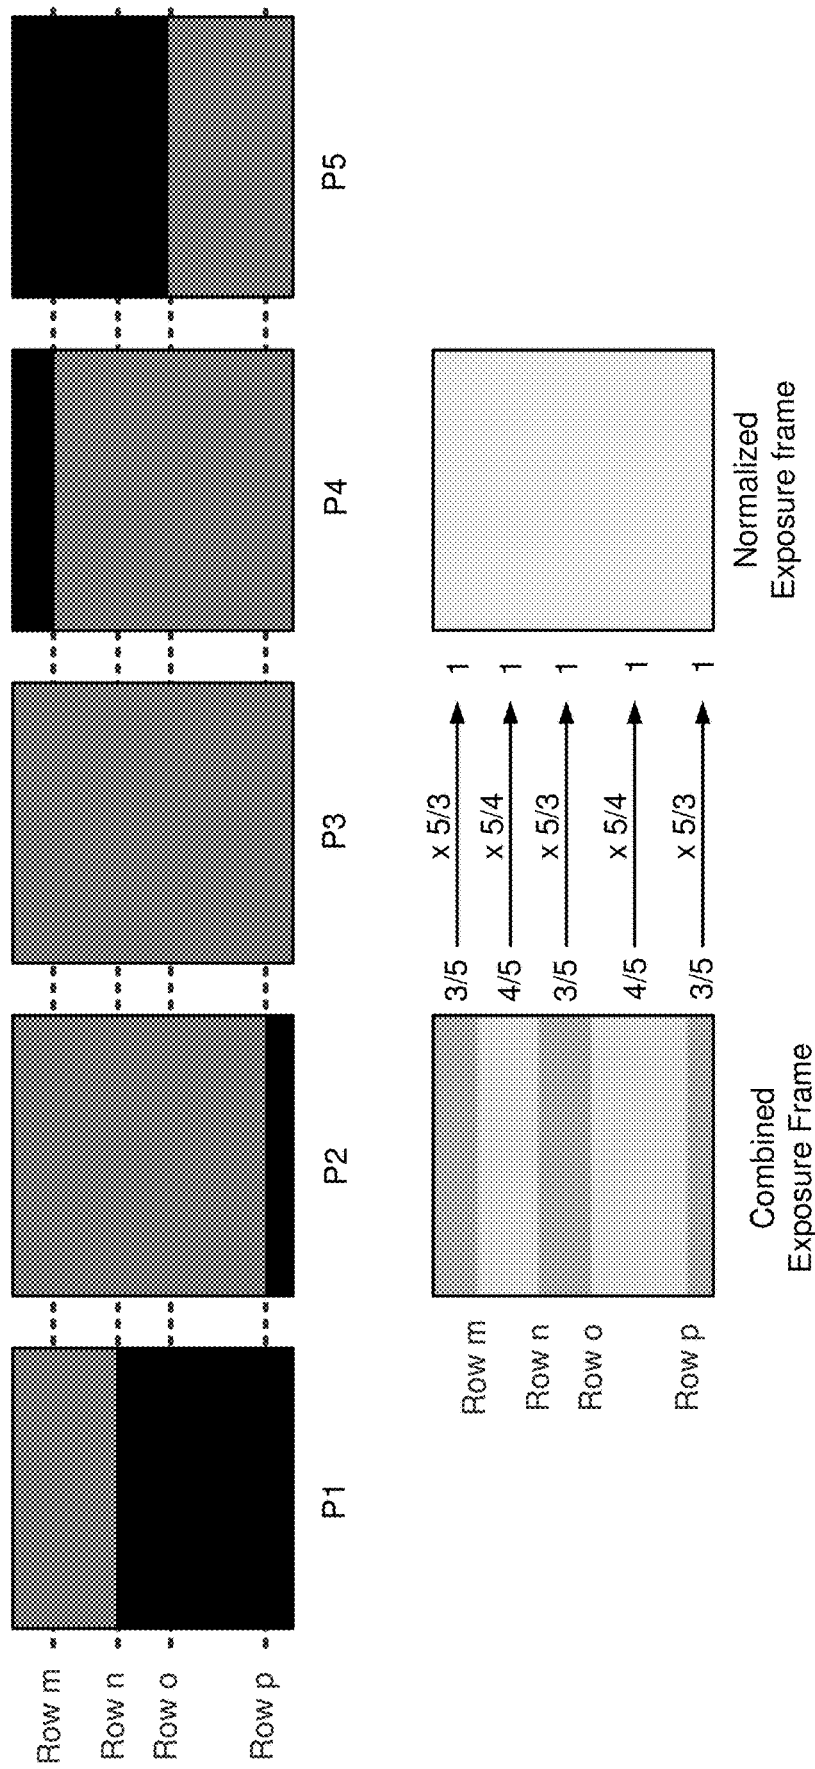 Row m
Row n
Row o
Row p
P1
P2
P3
P4
P5
Row m
Row n
Row o
Row p
3/5
x 5/3
1
4/5
x 5/4
1
3/5
x 5/3
1
4/5
x 5/4
1
3/5
x 5/3
1
Combined
Exposure Frame
Normalized
Exposure frame